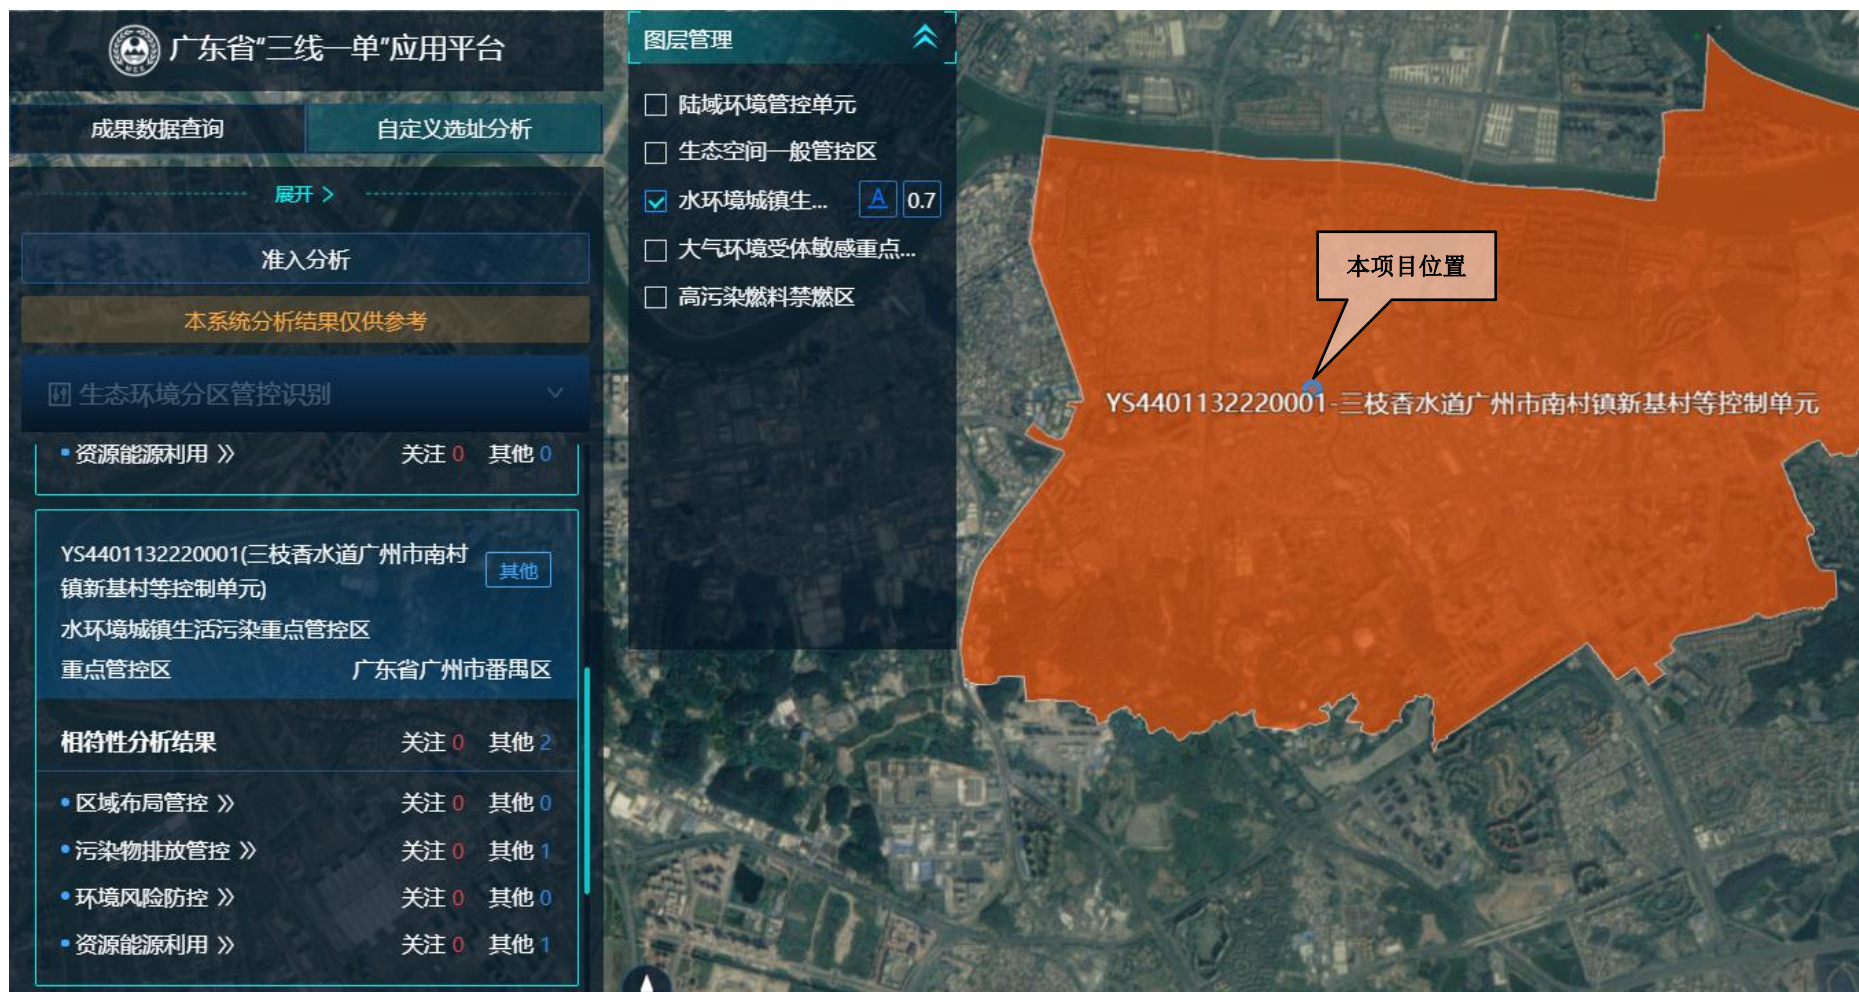 广东省"三线一单"应用平台
成果数据查询 自定义选址分析
展开 >
准入分析
本系统分析结果仅供参考
生态环境分区管控识别
资源能源利用 》 关注 0 其他 0
YS4401132220001(三枝香水道广州市南村
镇新基村等控制单元)
其他
水环境城镇生活污染重点管控区
重点管控区 广东省广州市番禺区
相符性分析结果 关注 0 其他 2
区域布局管控 》 关注 0 其他 0
污染物排放管控 》 关注 0 其他 1
环境风险防控 》 关注 0 其他 0
资源能源利用 》 关注 0 其他 1
图层管理
陆域环境管控单元
生态空间一般管控区
水环境城镇生... A 0.7
大气环境受体敏感重点...
高污染燃料禁燃区
本项目位置
YS4401132220001-三枝香水道广州市南村镇新基村等控制单元